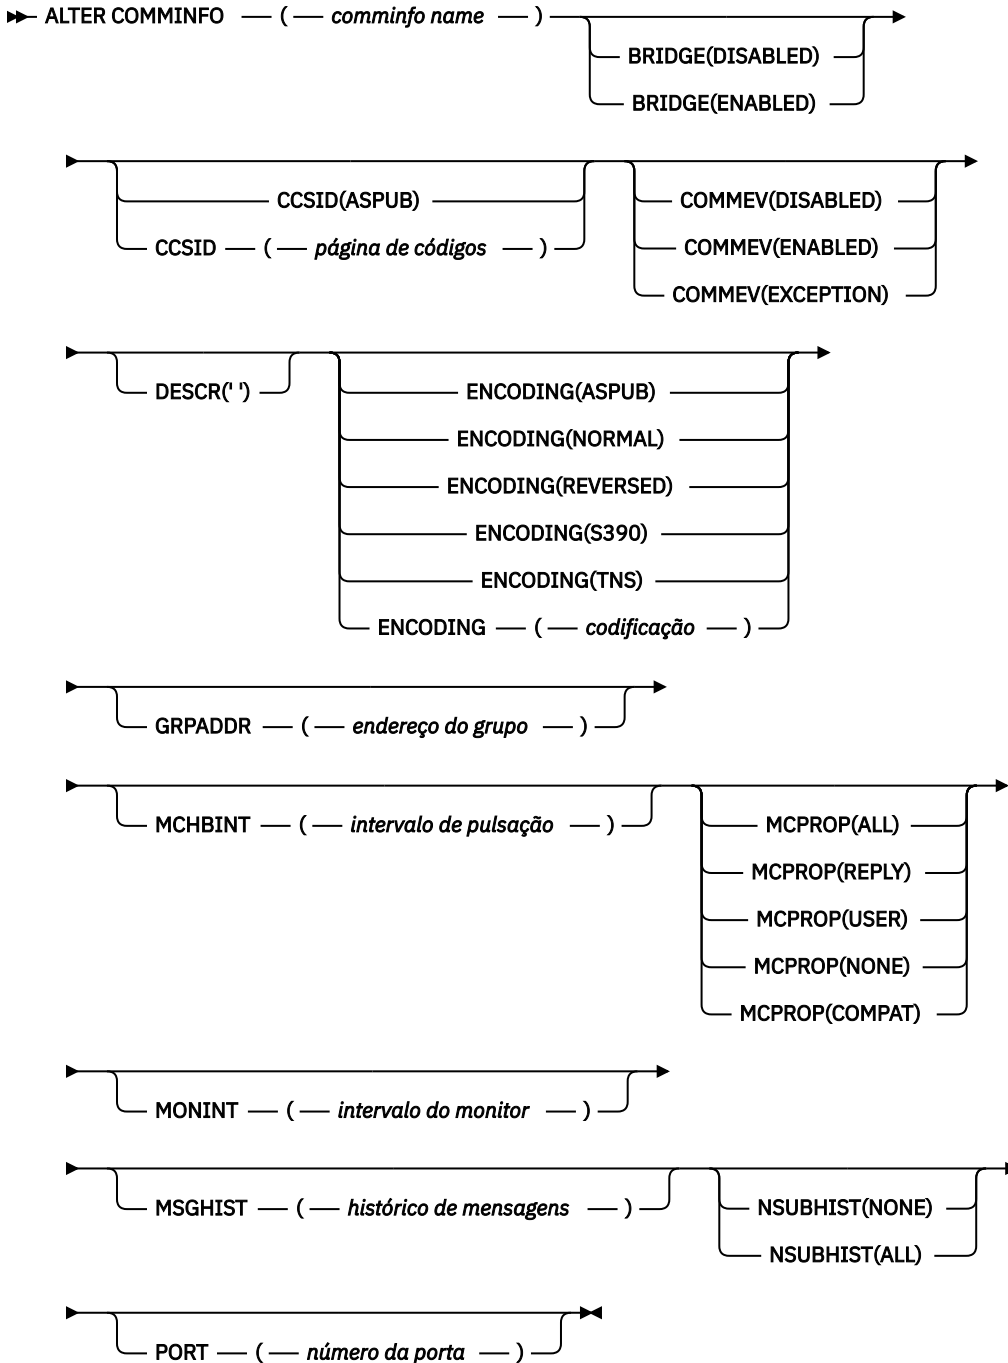 ALTER COMMINFO ( comminfo name )
BRIDGE(DISABLED)
BRIDGE(ENABLED)
CCSID(ASPUB)
CCSID ( página de códigos )
COMMEV(DISABLED)
COMMEV(ENABLED)
COMMEV(EXCEPTION)
DESCR(' ')
ENCODING(ASPUB)
ENCODING(NORMAL)
ENCODING(REVERSED)
ENCODING(S390)
ENCODING(TNS)
ENCODING ( codificação )
GRPADDR ( endereço do grupo )
MCHBINT ( intervalo de pulsação )
MCPROP(ALL)
MCPROP(REPLY)
MCPROP(USER)
MCPROP(NONE)
MCPROP(COMPAT)
MONINT ( intervalo do monitor )
MSGHIST ( histórico de mensagens )
NSUBHIST(NONE)
NSUBHIST(ALL)
PORT ( número da porta )